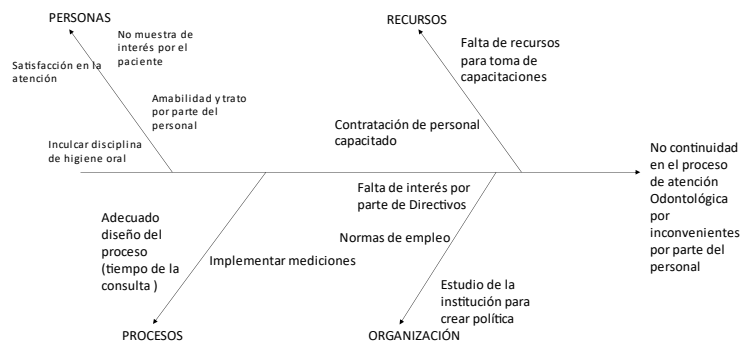 PERSONAS
No muestra de
interés por el
paciente
Satisfacción en la
atención
Amabilidad y trato
por parte del
personal
Inculcar disciplina
de higiene oral
RECURSOS
Falta de recursos
para toma de
capacitaciones
Contratación de personal
capacitado
No continuidad
en el proceso
de atención
Odontológica
por
inconvenientes
por parte del
personal
Adecuado
diseño del
proceso
(tiempo de la
consulta )
Implementar mediciones
PROCESOS
Falta de interés por
parte de Directivos
Normas de empleo
Estudio de la
institución para
crear política
ORGANIZACIÓN